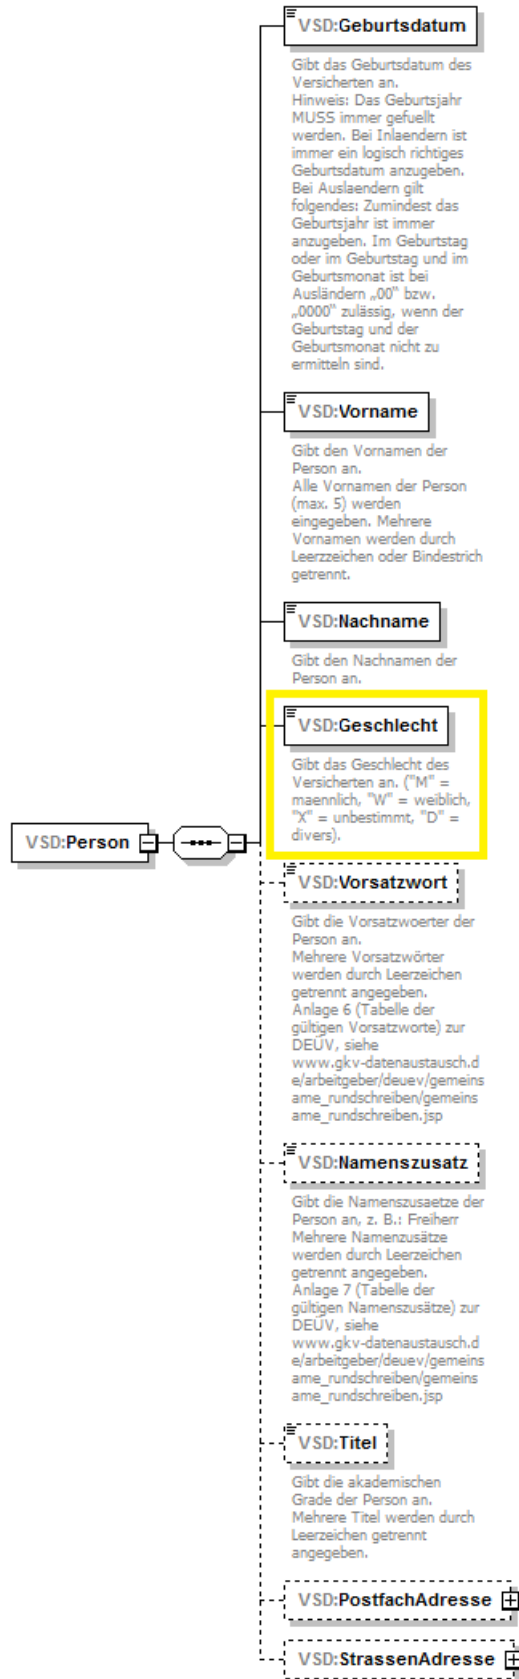 VSD:Geburtsdatum
Gibt das Geburtsdatum des
Versicherten an.
Hinweis: Das Geburtsjahr
MUSS immer gefuellt
werden. Bei Inlaendern ist
immer ein logisch richtiges
Geburtsdatum anzugeben.
Bei Auslaendern gilt
folgendes: Zumindest das
Geburtsjahr ist immer
anzugeben. Im Geburtstag
oder im Geburtstag und im
Geburtsmonat ist bei
Ausländern „00“ bzw.
„0000“ zulässig, wenn der
Geburtstag und der
Geburtsmonat nicht zu
ermitteln sind.
VSD:Vorname
Gibt den Vornamen der
Person an.
Alle Vornamen der Person
(max. 5) werden
eingegeben. Mehrere
Vornamen werden durch
Leerzzeichen oder Bindestrich
getrennt.
VSD:Nachname
Gibt den Nachnamen der
Person an.
VSD:Geschlecht
Gibt das Geschlecht des
Versicherten an. ("M" =
maennlich, "W" = weiblich,
"X" = unbestimmt, "D" =
divers).
VSD:Person
VSD:Vorsatzwort
Gibt die Vorsatzwoerter der
Person an.
Mehrere Vorsatzwörter
werden durch Leerzeichen
getrennt angegeben.
Anlage 6 (Tabelle der
gültigen Vorsatzworte) zur
DEÜV, siehe
www.gkv-datenaustausch.d
e/arbeitgeber/deuev/gemeins
ame_rundschreiben/gemeins
ame_rundschreiben.jsp
VSD:Namenszusatz
Gibt die Namenszusaetze der
Person an, z. B.: Freiherr
Mehrere Namenzusätze
werden durch Leerzeichen
getrennt angegeben.
Anlage 7 (Tabelle der
gültigen Namenszusätze) zur
DEÜV, siehe
www.gkv-datenaustausch.d
e/arbeitgeber/deuev/gemeins
ame_rundschreiben/gemeins
ame_rundschreiben.jsp
VSD:Titel
Gibt die akademischen
Grade der Person an.
Mehrere Titel werden durch
Leerzeichen getrennt
angegeben.
VSD:PostfachAdresse
VSD:StrassenAdresse